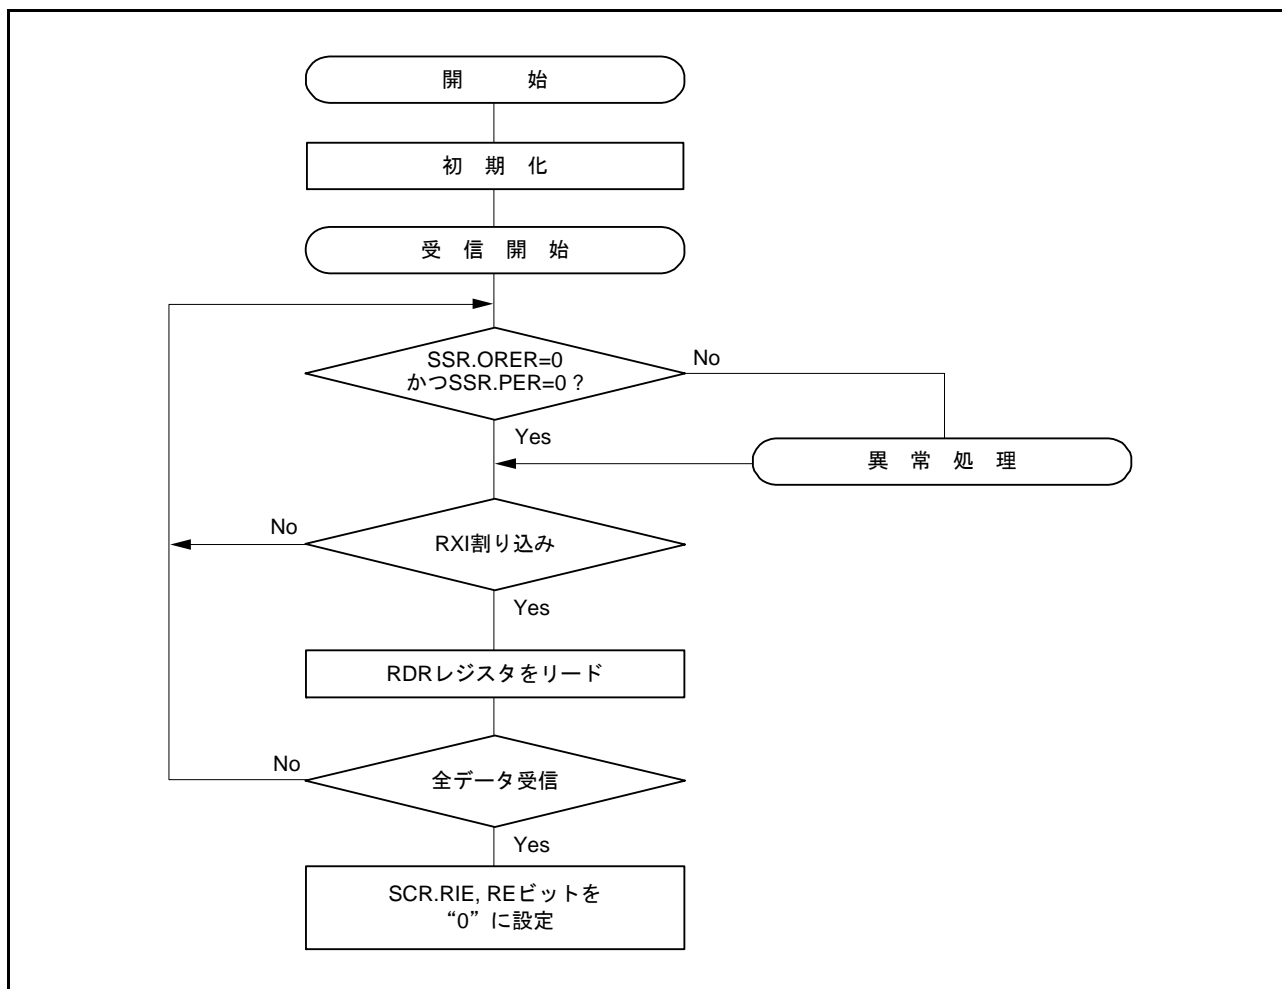 開 始
初 期 化
受 信 開 始
SSR.ORER=0
かつSSR.PER=0 ?
No
Yes
異 常 処 理
No
RXI割り込み
Yes
RDRレジスタをリード
No
全データ受信
Yes
SCR.RIE, REビットを
“0”に設定